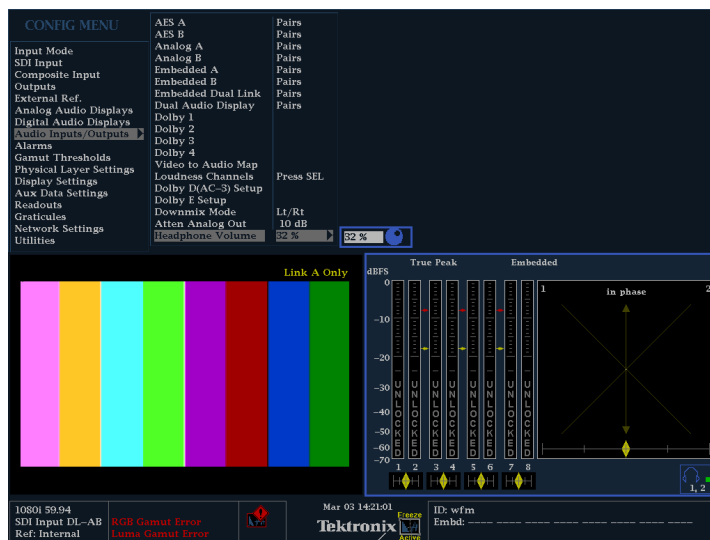 CONFIG MENU
Input Mode
SDI Input
Composite Input
Outputs
External Ref.
Analog Audio Displays
Digital Audio Displays
Audio Inputs/Outputs
Alarms
Gamut Thresholds
Physical Layer Settings
Display Settings
Aux Data Settings
Readouts
Graticules
Network Settings
Utilities
AES A Pairs
AES B Pairs
Analog A Pairs
Analog B Pairs
Embedded A Pairs
Embedded B Pairs
Embedded Dual Link Pairs
Dual Audio Display Pairs
Dolby 1
Dolby 2
Dolby 3
Dolby 4
Video to Audio Map
Loudness Channels Press SEL
Dolby D(AC-3) Setup
Dolby E Setup
Downmix Mode Lt/Rt
Atten Analog Out 10 dB
Headphone Volume 32 %
32 %
Link A Only
True Peak Embedded
dBFS
0
-10
-20
-30
-40
-50
-60
-70
UNLOCKED
UNLOCKED
UNLOCKED
UNLOCKED
UNLOCKED
UNLOCKED
UNLOCKED
UNLOCKED
1 2 3 4 5 6 7 8
1 in phase 2
1, 2
1080i 59.94
SDI Input DL-AB
Ref: Internal
RGB Gamut Error
Luma Gamut Error
Mar 03 14:21:01
Tektronix
Freeze
Active
ID: wfm
Embd: ---- ---- ---- ---- ---- ---- ---- ----